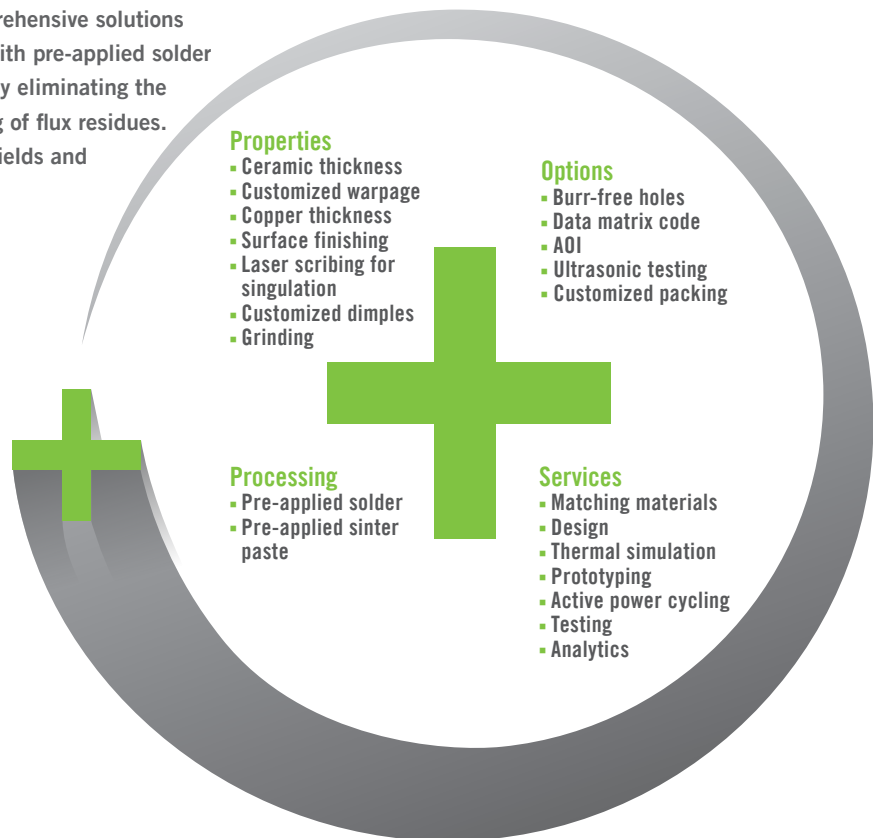 rehensive solutions
ith pre-applied solder
y eliminating the
g of flux residues.
ields and
Properties
▪ Ceramic thickness
▪ Customized warpage
▪ Copper thickness
▪ Surface finishing
▪ Laser scribing for
singulation
▪ Customized dimples
▪ Grinding
Options
▪ Burr-free holes
▪ Data matrix code
▪ AOI
▪ Ultrasonic testing
▪ Customized packing
Processing
▪ Pre-applied solder
▪ Pre-applied sinter
paste
Services
▪ Matching materials
▪ Design
▪ Thermal simulation
▪ Prototyping
▪ Active power cycling
▪ Testing
▪ Analytics